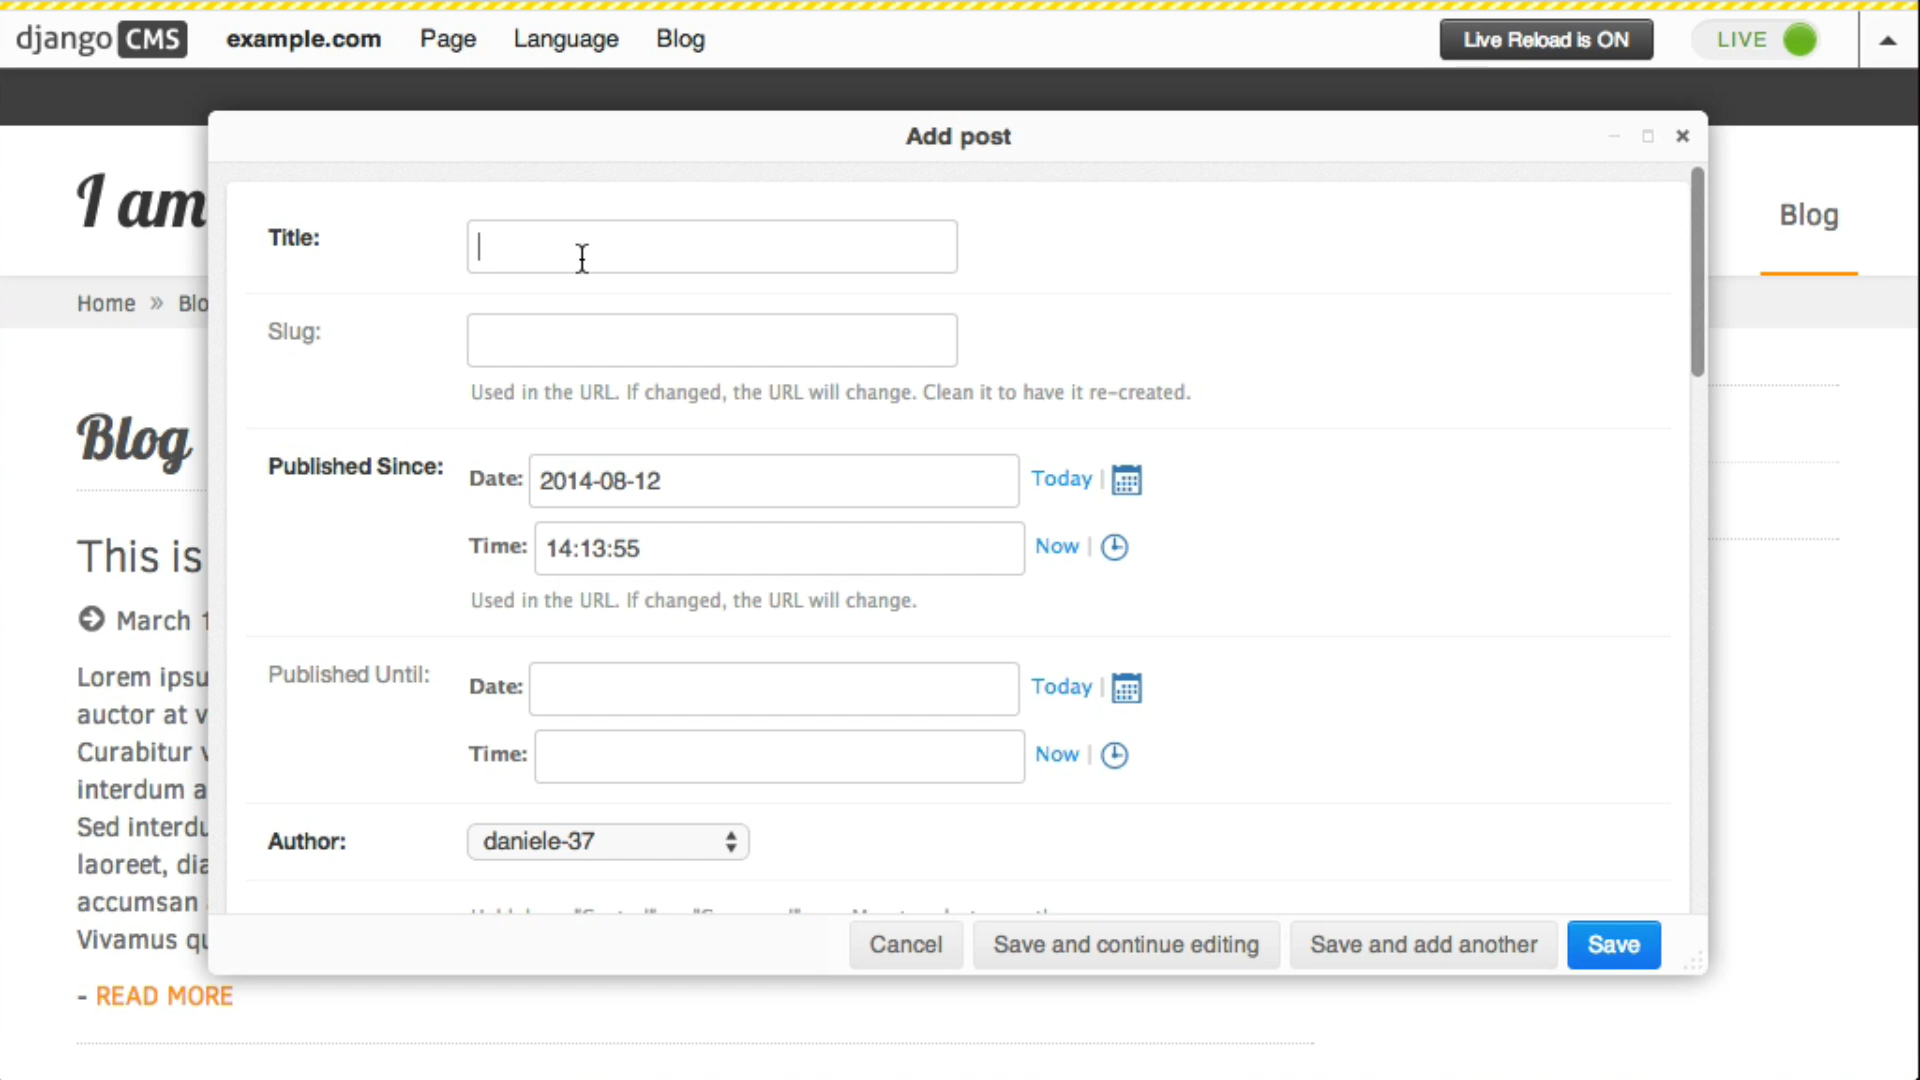 django CMS example.com Page Language Blog Live Reload is ON LIVE
Add post
I am
Blog
Title:
Home » Blo
Slug:
Used in the URL. If changed, the URL will change. Clean it to have it re-created.
Blog
Published Since: Date: 2014-08-12 Today |
Time: 14:13:55 Now |
This is
Used in the URL. If changed, the URL will change.
March 1
Published Until: Date: Today |
Time: Now |
Lorem ipsu
auctor at v
Curabitur v
interdum a
Sed interdu
laoreet, dia
accumsan
Vivamus qu
Author: daniele-37
Cancel Save and continue editing Save and add another Save
- READ MORE